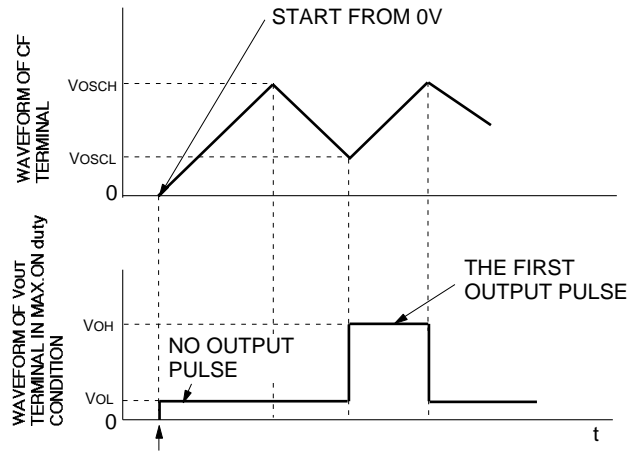 START FROM 0V
WAVEFORM OF CF
TERMINAL
VOSCH
VOSCL
0
WAVEFORM OF VOUT
TERMINAL IN MAX.ON duty
CONDITION
THE FIRST
OUTPUT PULSE
VOH
NO OUTPUT
PULSE
VOL
0
t